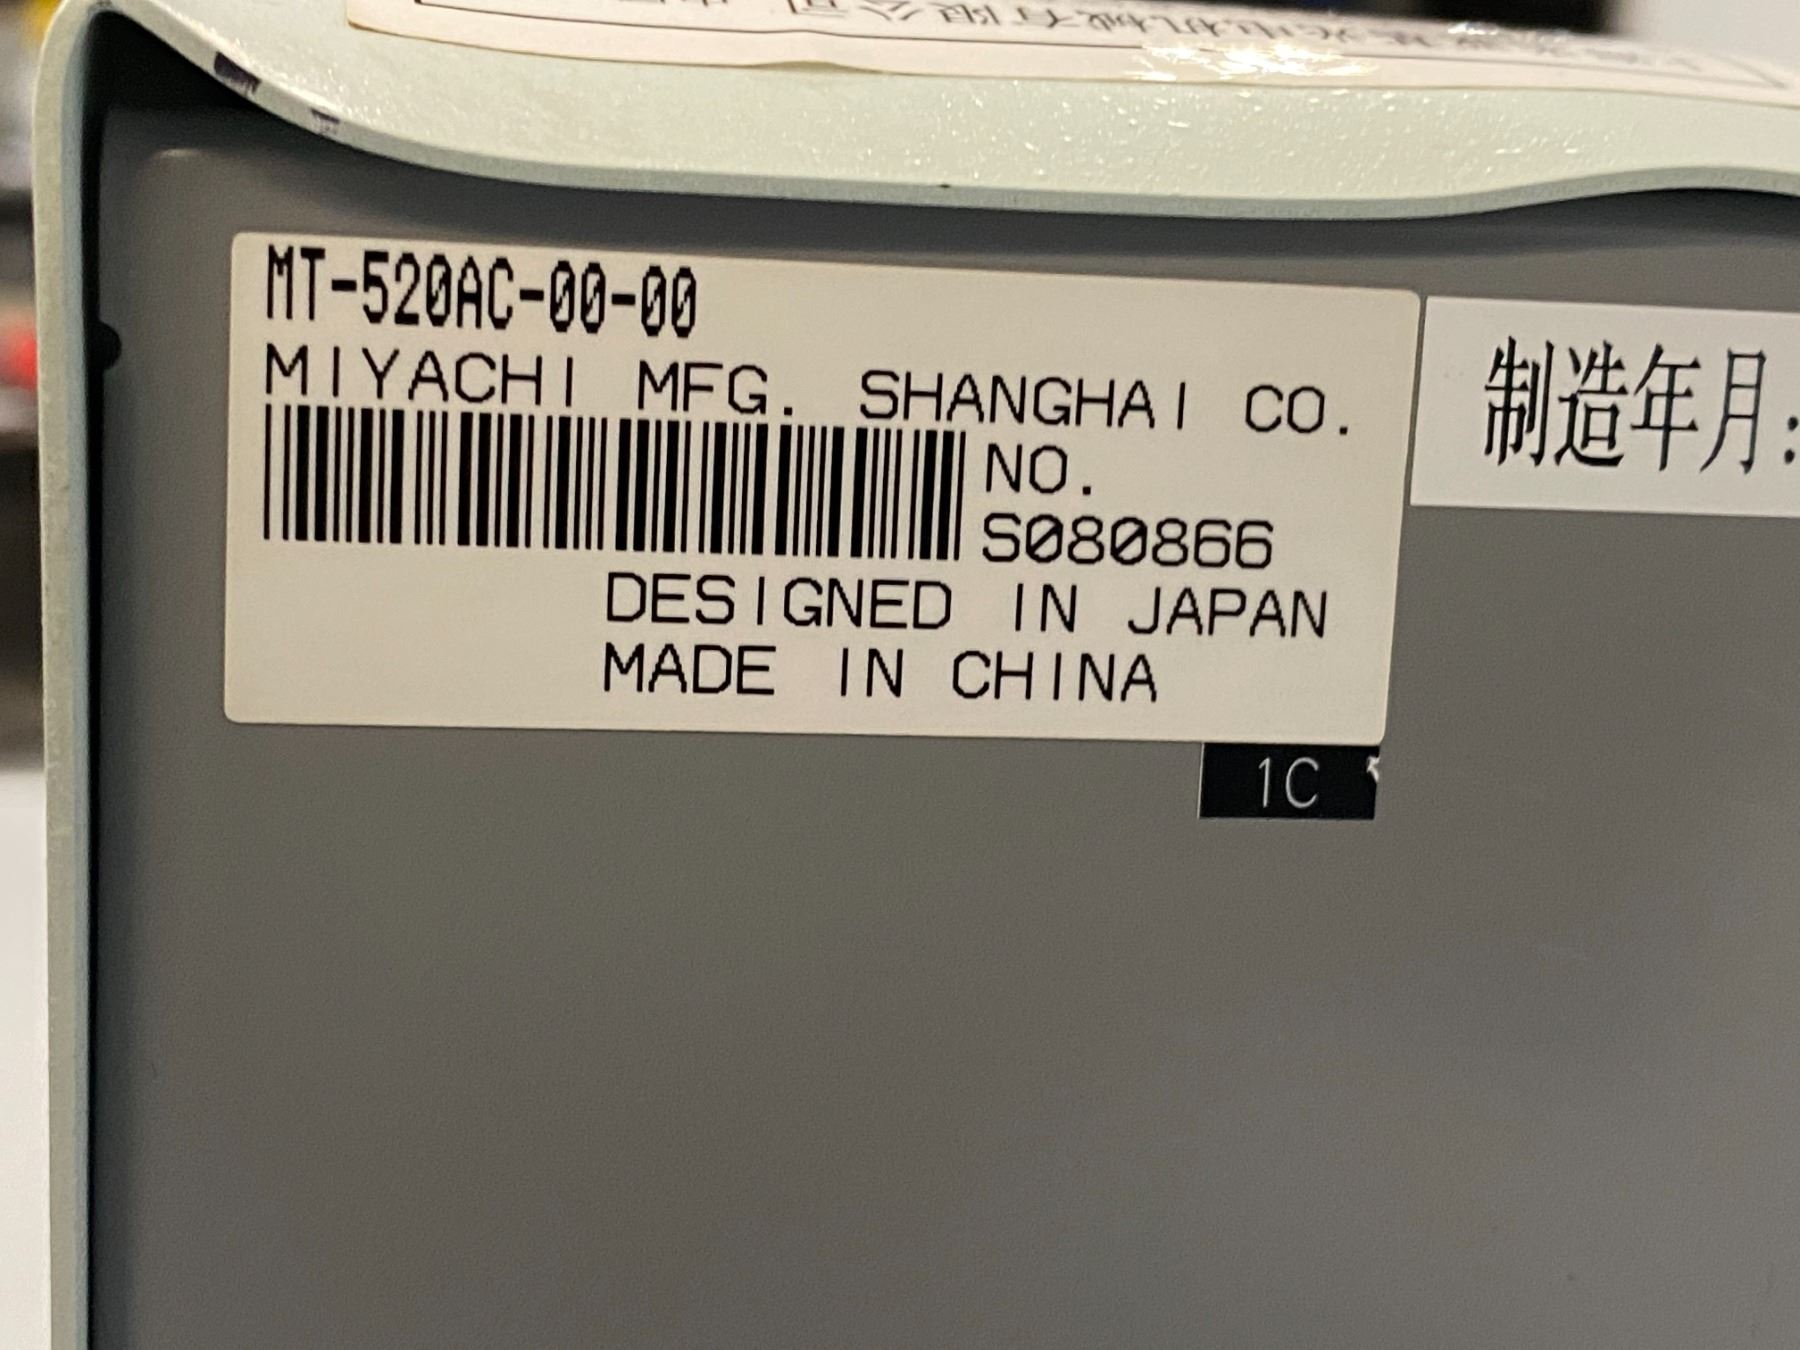 MT-520AC-00-00
MIYACHI MFG. SHANGHAI CO.
NO.
S080866
DESIGNED IN JAPAN
MADE IN CHINA
制造年月:
1C